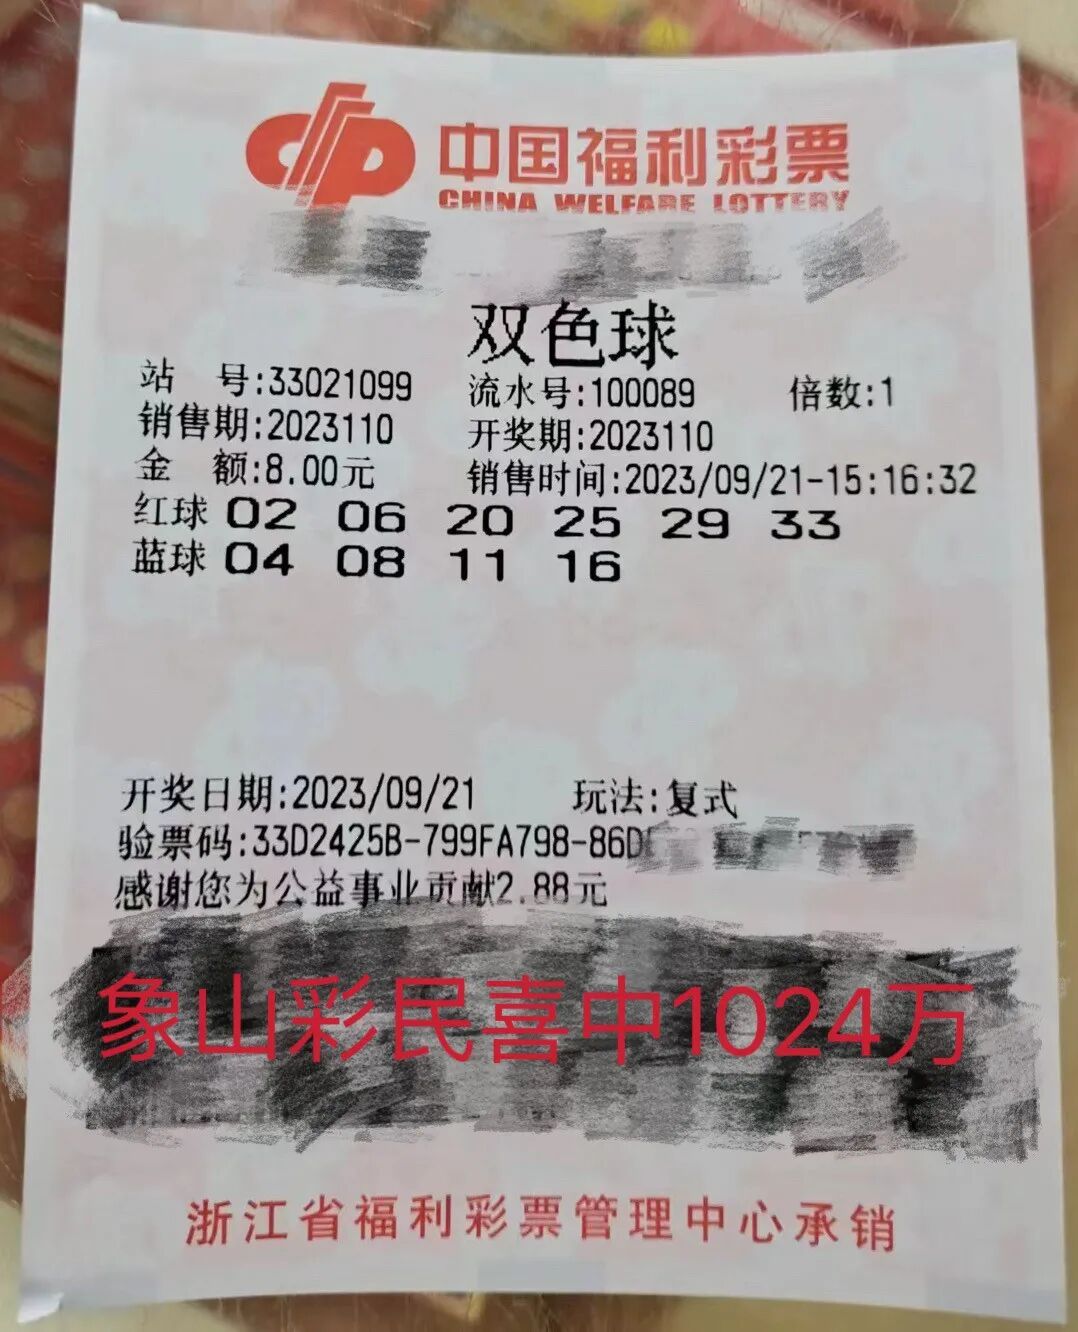 中国福利彩票
CHINA WELFARE LOTTERY
双色球
站 号:33021099 流水号:100089 倍数:1
销售期:2023110 开奖期:2023110
金 额:8.00元 销售时间:2023/09/21-15:16:32
红球 02 06 20 25 29 33
蓝球 04 08 11 16
开奖日期:2023/09/21 玩法:复式
验票码:33D2425B-799FA798-86D
感谢您为公益事业贡献2.88元
象山彩民喜中1024万
浙江省福利彩票管理中心承销